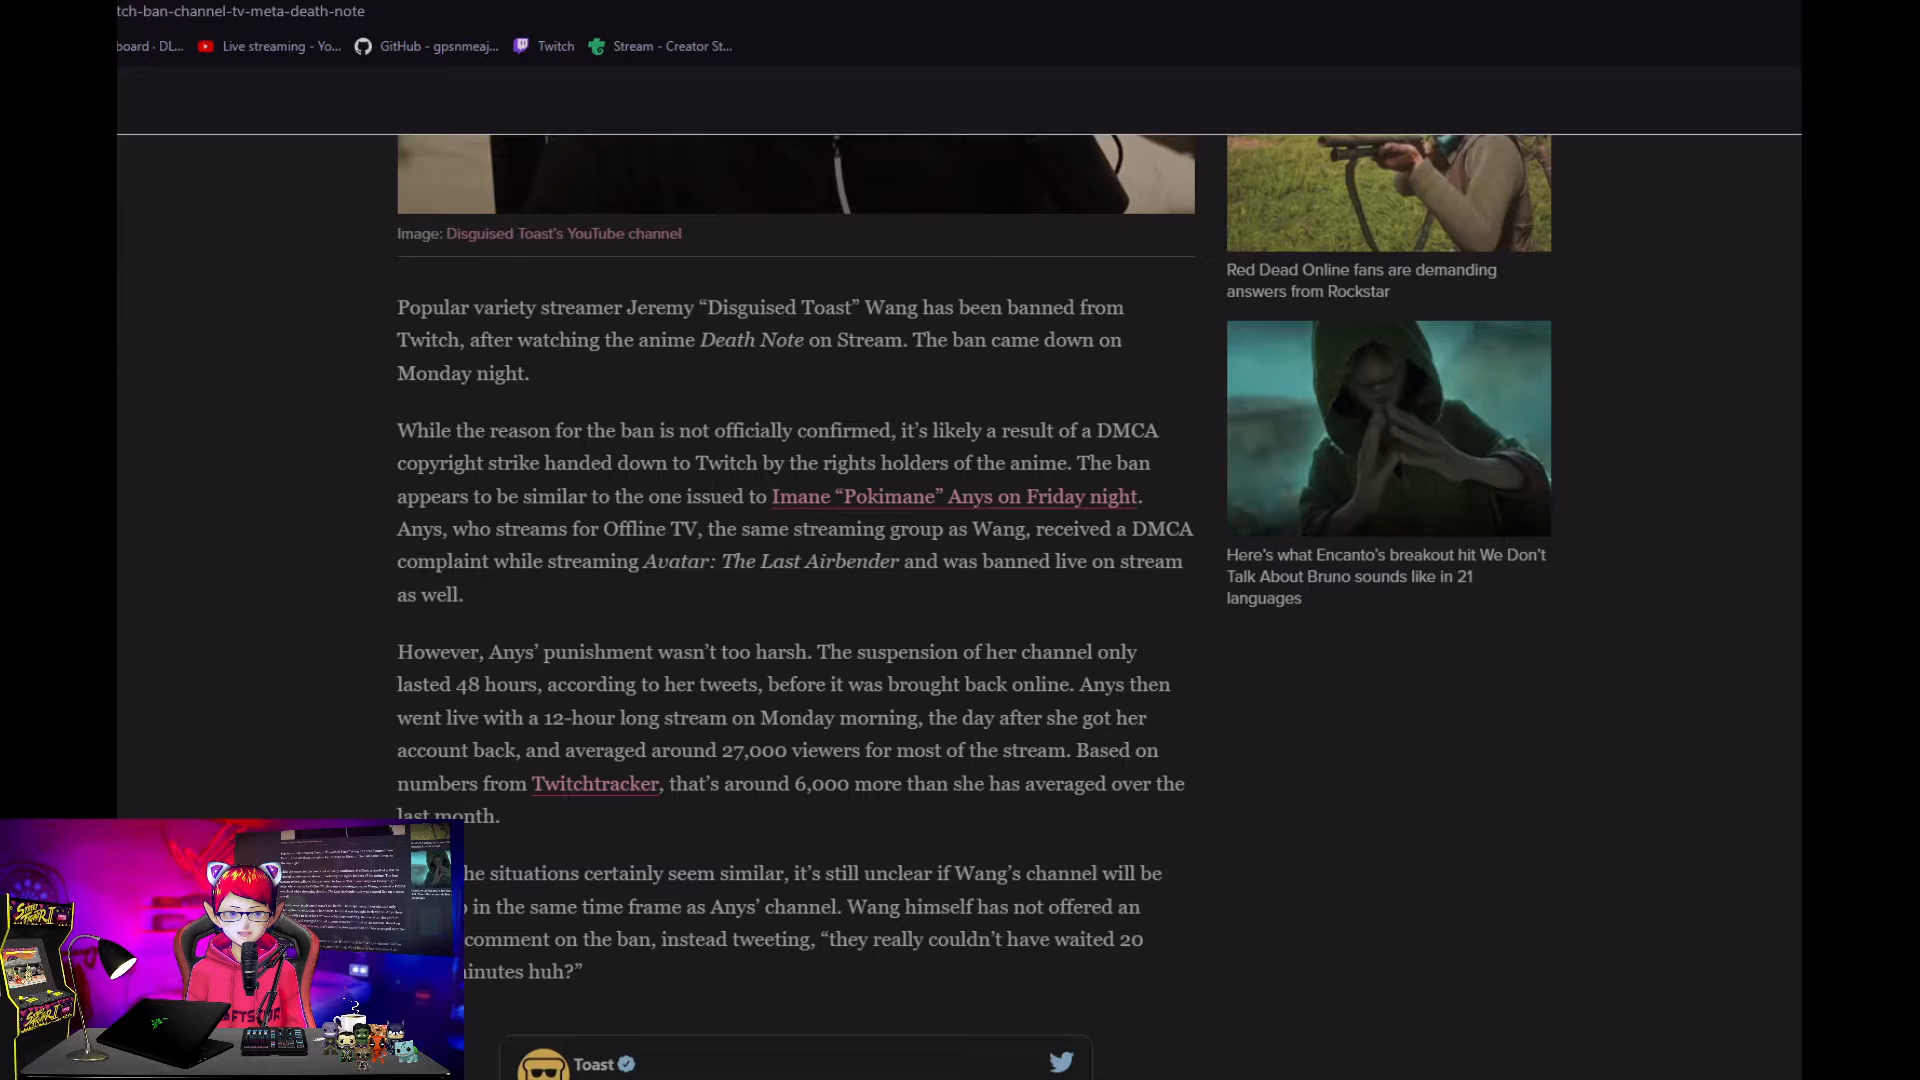 tch-ban-channel-tv-meta-death-note
board · DL...
Live streaming - Yo...
GitHub - gpsnmeaj...
Twitch
Stream - Creator St...
Image: Disguised Toast's YouTube channel
Popular variety streamer Jeremy “Disguised Toast” Wang has been banned from
Twitch, after watching the anime Death Note on Stream. The ban came down on
Monday night.
While the reason for the ban is not officially confirmed, it’s likely a result of a DMCA
copyright strike handed down to Twitch by the rights holders of the anime. The ban
appears to be similar to the one issued to Imane “Pokimane” Anys on Friday night.
Anys, who streams for Offline TV, the same streaming group as Wang, received a DMCA
complaint while streaming Avatar: The Last Airbender and was banned live on stream
as well.
However, Anys’ punishment wasn’t too harsh. The suspension of her channel only
lasted 48 hours, according to her tweets, before it was brought back online. Anys then
went live with a 12-hour long stream on Monday morning, the day after she got her
account back, and averaged around 27,000 viewers for most of the stream. Based on
numbers from Twitchtracker, that’s around 6,000 more than she has averaged over the
last month.
he situations certainly seem similar, it’s still unclear if Wang’s channel will be
in the same time frame as Anys’ channel. Wang himself has not offered an
comment on the ban, instead tweeting, “they really couldn’t have waited 20
inutes huh?”
Toast
Red Dead Online fans are demanding
answers from Rockstar
Here’s what Encanto’s breakout hit We Don’t
Talk About Bruno sounds like in 21
languages